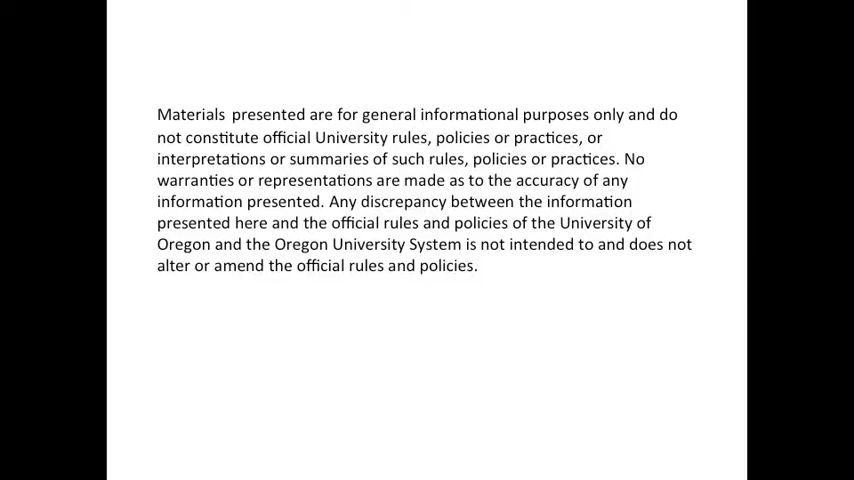 Materials presented are for general informational purposes only and do
not constitute official University rules, policies or practices, or
interpretations or summaries of such rules, policies or practices. No
warranties or representations are made as to the accuracy of any
information presented. Any discrepancy between the information
presented here and the official rules and policies of the University of
Oregon and the Oregon University System is not intended to and does not
alter or amend the official rules and policies.